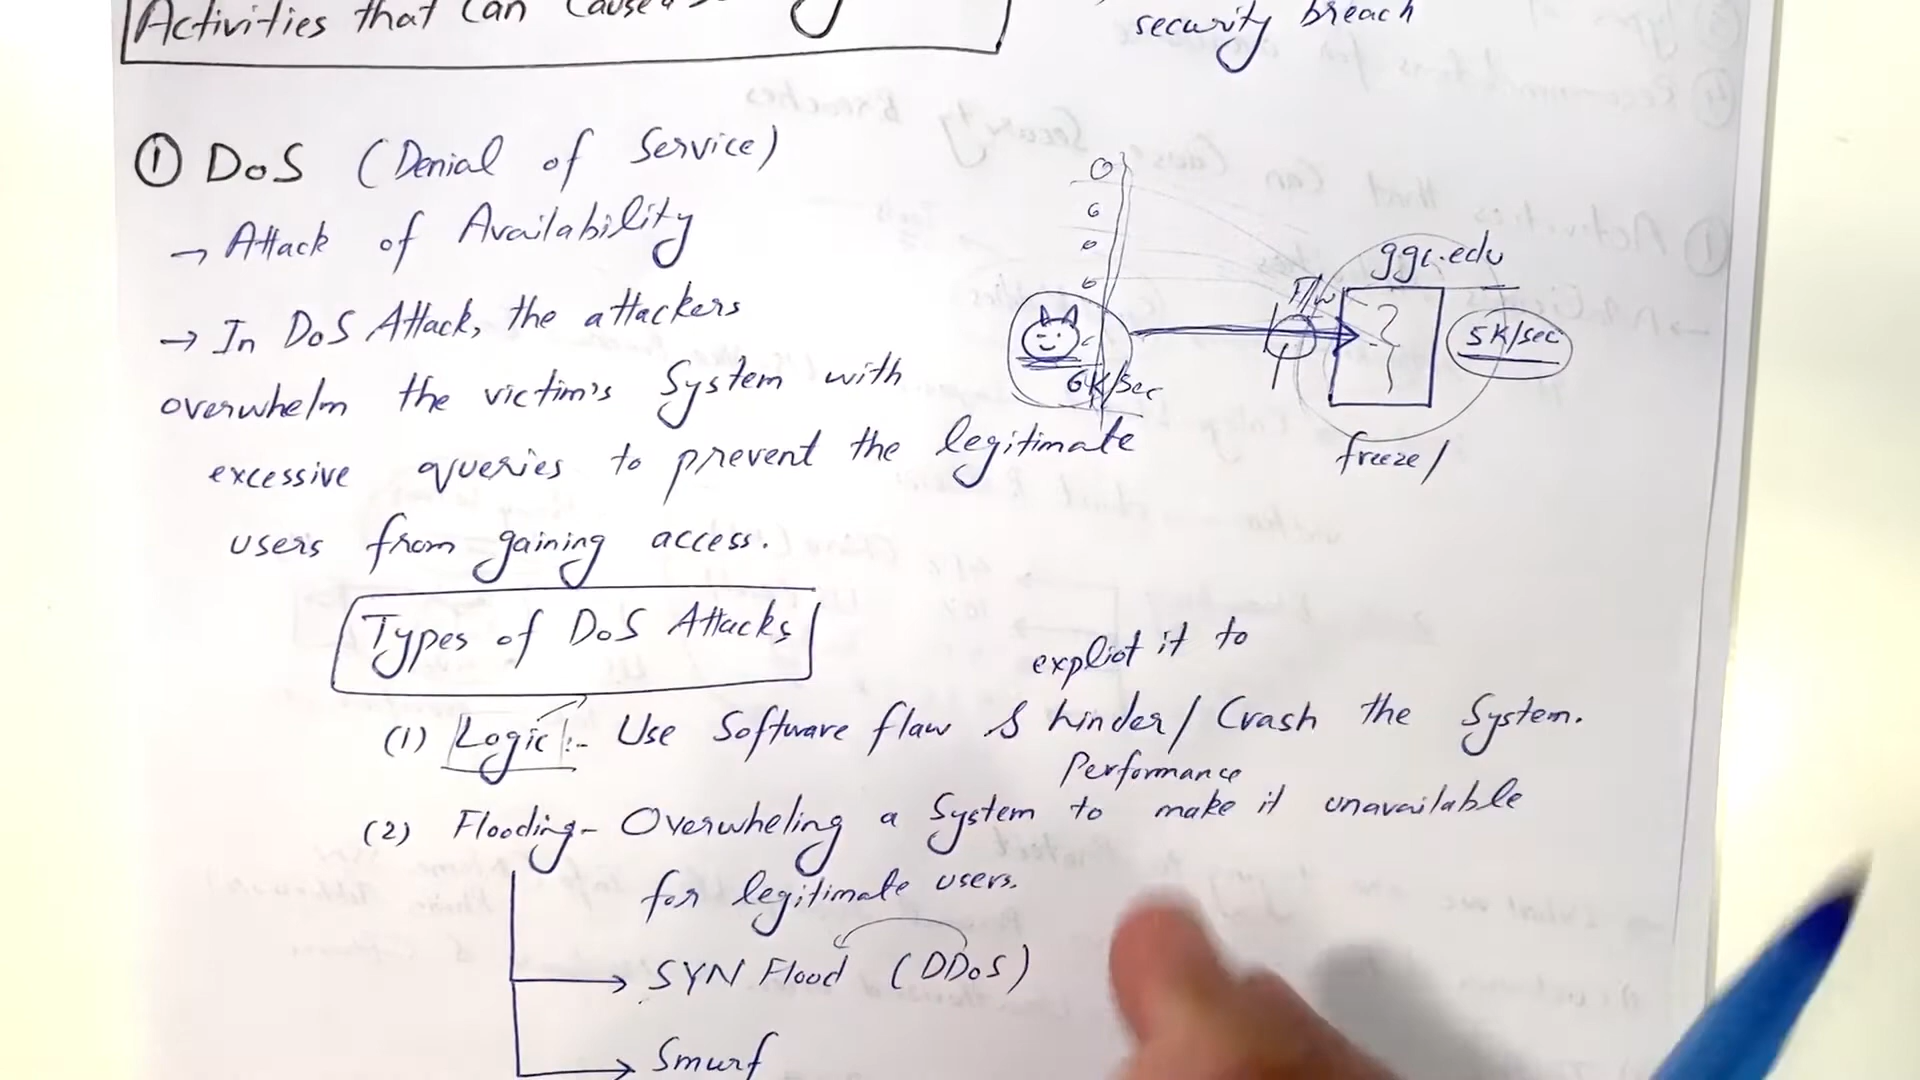 Activities that can cause a
security breach
① DoS (Denial of Service)
→ Attack of Availability
→ In DoS Attack, the attackers
overwhelm the victim's System with
excessive queries to prevent the legitimate
users from gaining access.
ggc.edu
F/w
5K/sec
6K/sec
freeze/
Types of DoS Attacks
expliot it to
(1) Logic:- Use Software flaw & hinder/ Crash the System.
Performance
(2) Flooding- Overwheling a System to make it unavailable
for legitimate users.
→ SYN Flood (DDoS)
→ Smurf